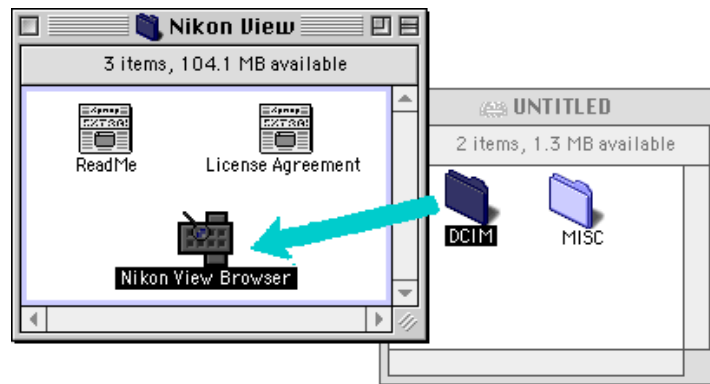 Nikon View
3 items, 104.1 MB available
ReadMe
License Agreement
Nikon View Browser
UNTITLED
2 items, 1.3 MB available
DCIM
MISC